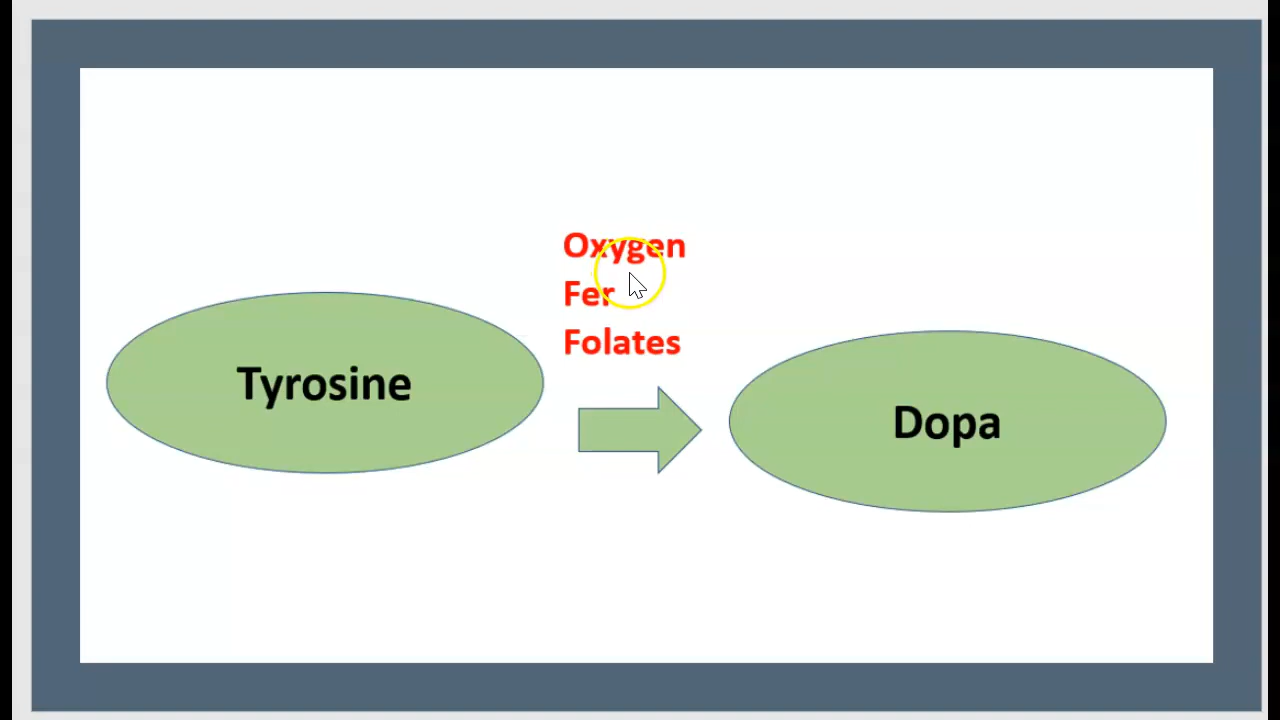 Oxygen
Fer
Folates
Tyrosine
Dopa